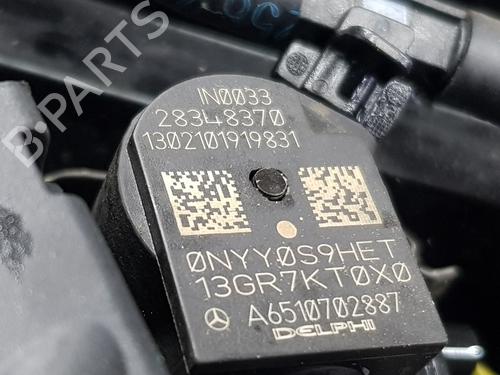 IN0033
28348370
1302101919831
0NYY0S9HET
13GR7KT0X0
A6510702887
DELPHI
B-PARTS